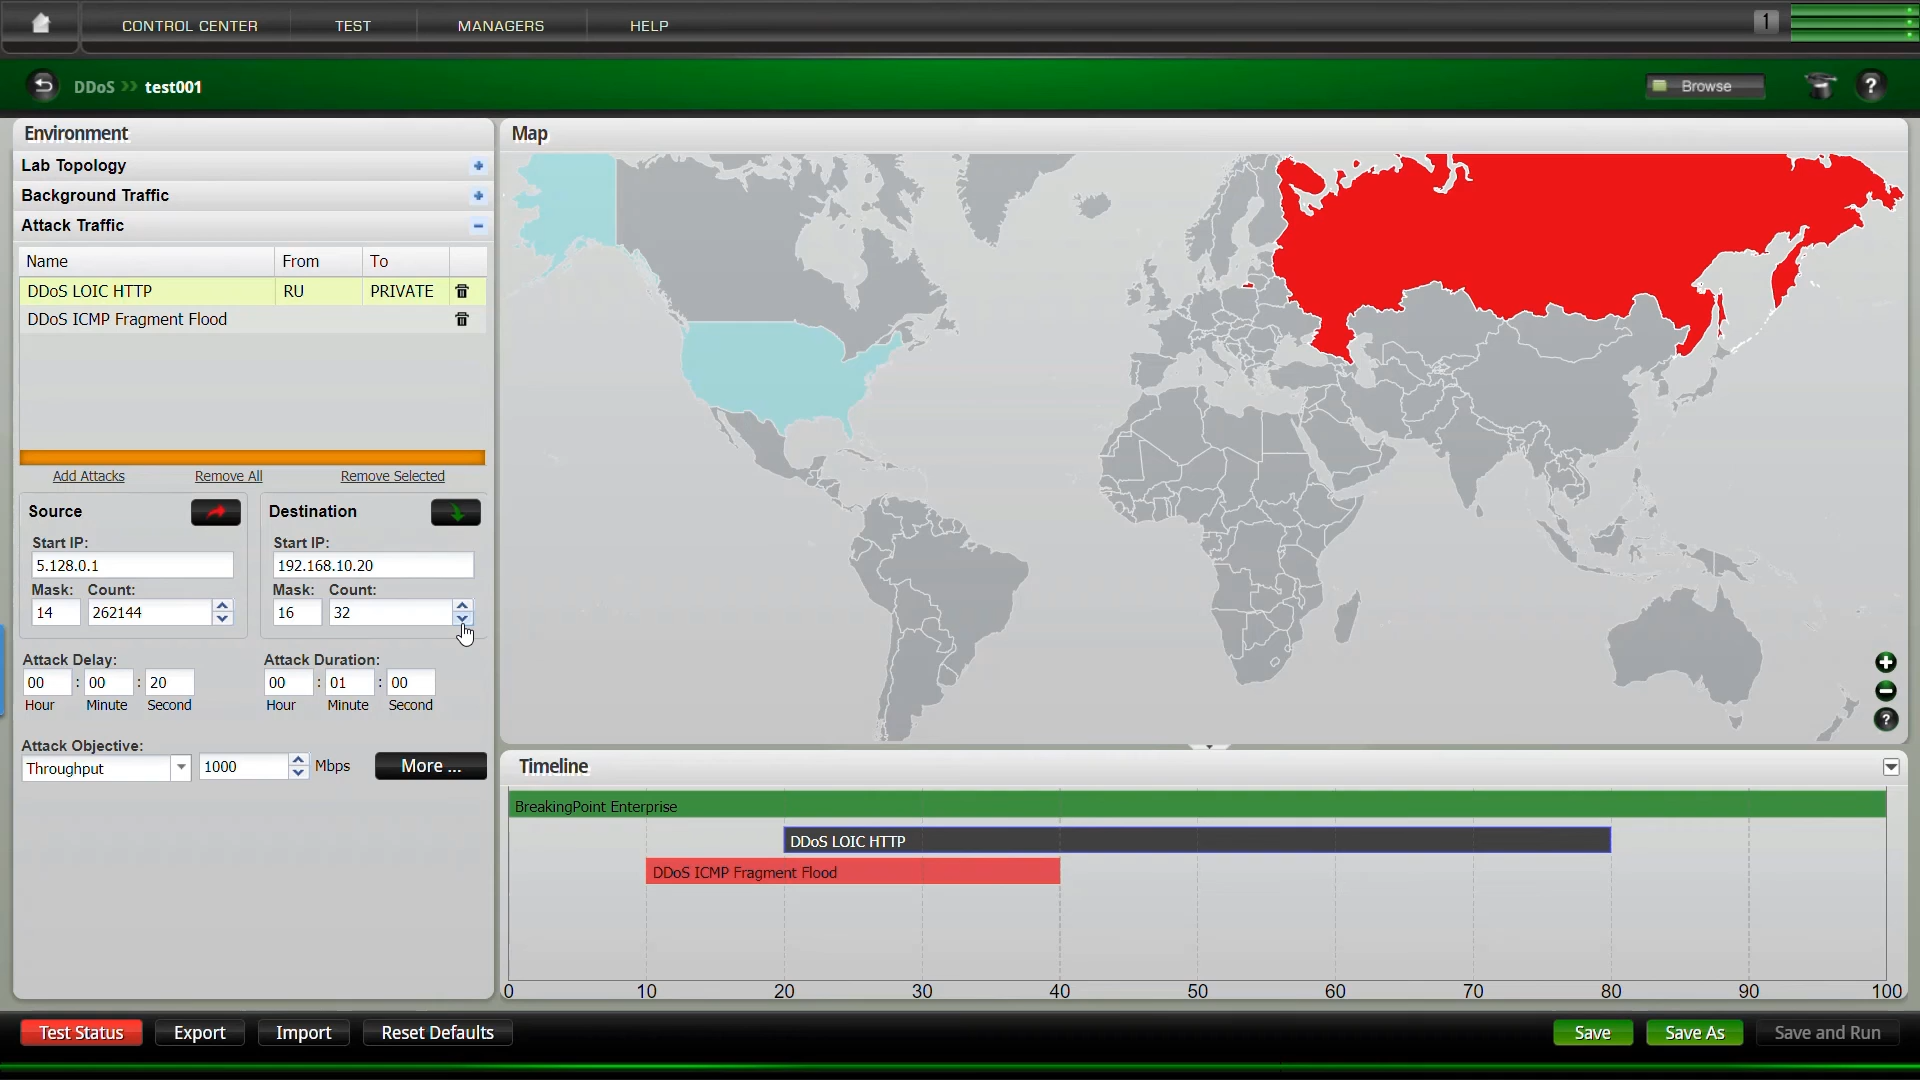 CONTROL CENTER TEST MANAGERS HELP 1
DDoS >> test001 Browse ?
Environment
Lab Topology +
Background Traffic +
Attack Traffic -
Name From To
DDoS LOIC HTTP RU PRIVATE
DDoS ICMP Fragment Flood
Add Attacks Remove All Remove Selected
Source
Start IP:
5.128.0.1
Mask: Count:
14 262144
Destination
Start IP:
192.168.10.20
Mask: Count:
16 32
Attack Delay:
00 : 00 : 20
Hour Minute Second
Attack Duration:
00 : 01 : 00
Hour Minute Second
Attack Objective:
Throughput 1000 Mbps More ...
Map
?
Timeline
BreakingPoint Enterprise
DDoS LOIC HTTP
DDoS ICMP Fragment Flood
0 10 20 30 40 50 60 70 80 90 100
Test Status Export Import Reset Defaults Save Save As Save and Run